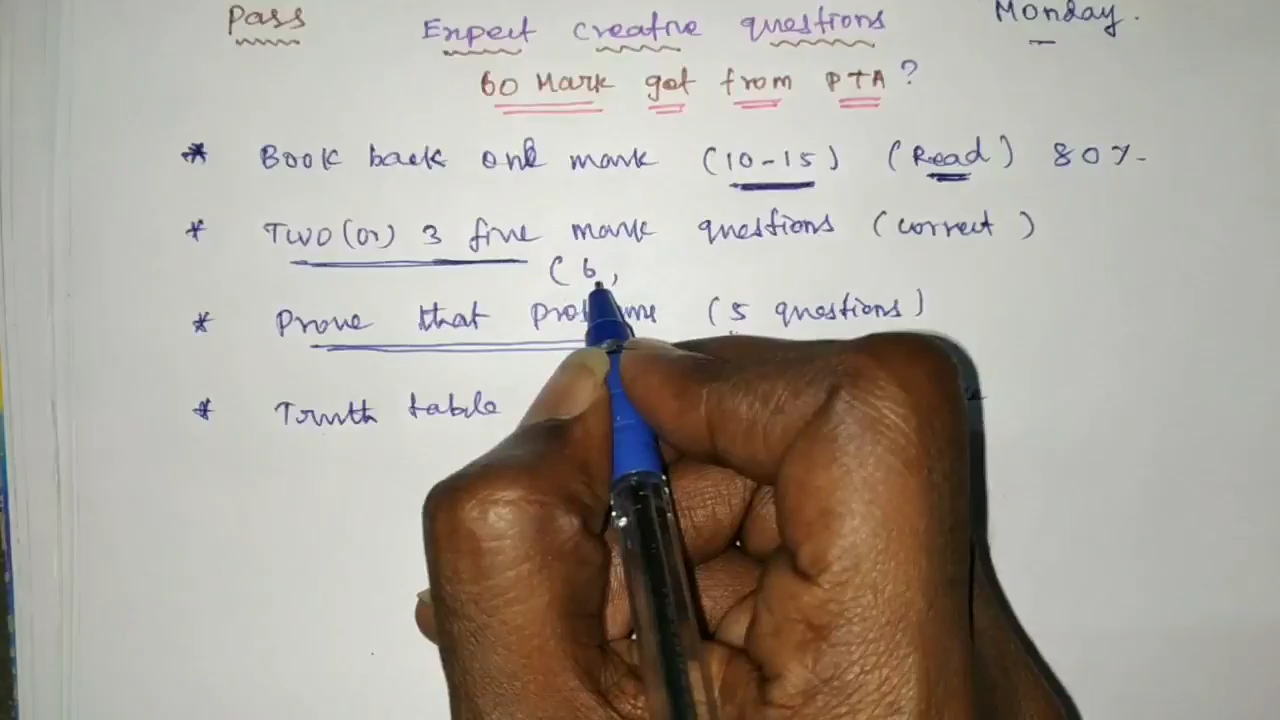 Pass
Expect creative questions
Monday.
60 Mark got from PTA?
* Book back one mark (10-15) (Read) 80%
* Two (or) 3 five mark questions (correct)
(6,
* Prove that (5 questions)
* Truth table